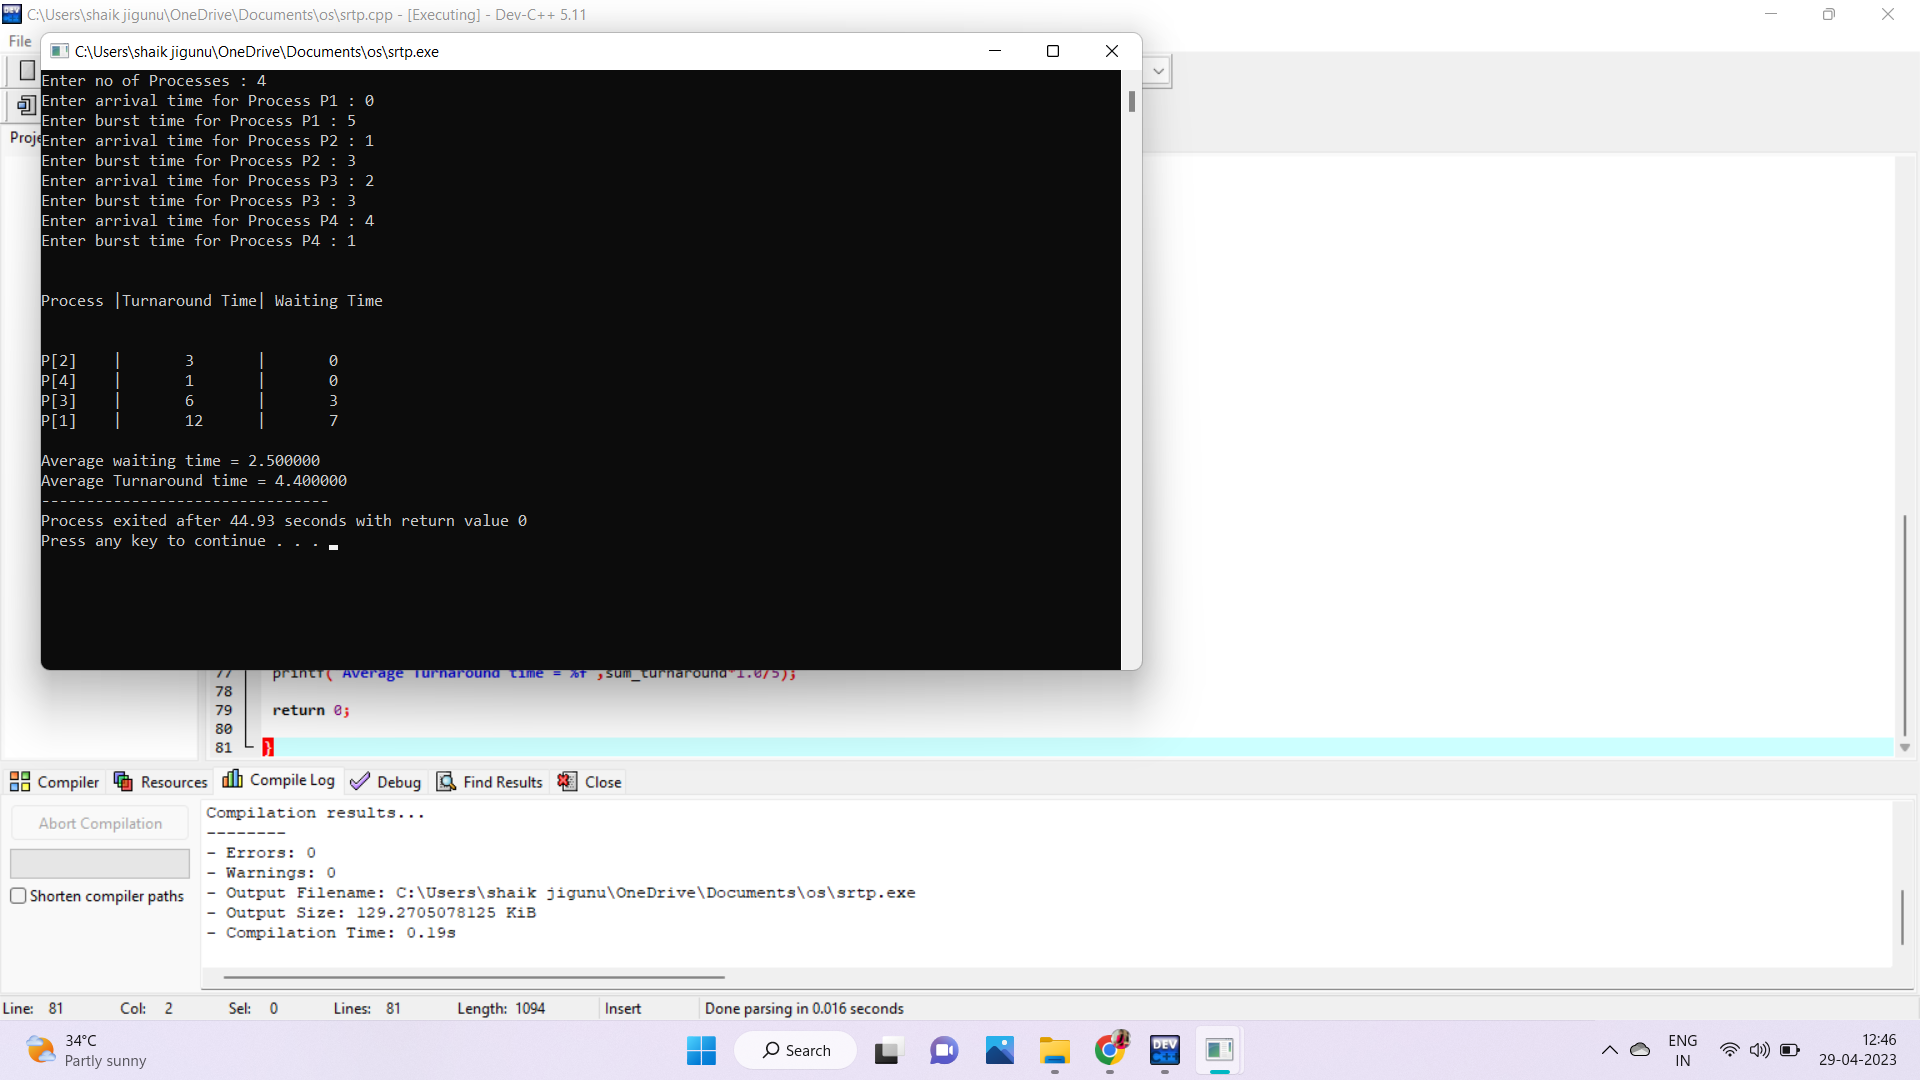 C:\Users\shaik jigunu\OneDrive\Documents\os\srtp.cpp - [Executing] - Dev-C++ 5.11
File
C:\Users\shaik jigunu\OneDrive\Documents\os\srtp.exe
Proje
Enter no of Processes : 4
Enter arrival time for Process P1 : 0
Enter burst time for Process P1 : 5
Enter arrival time for Process P2 : 1
Enter burst time for Process P2 : 3
Enter arrival time for Process P3 : 2
Enter burst time for Process P3 : 3
Enter arrival time for Process P4 : 4
Enter burst time for Process P4 : 1
Process |Turnaround Time| Waiting Time
P[2] | 3 | 0
P[4] | 1 | 0
P[3] | 6 | 3
P[1] | 12 | 7
Average waiting time = 2.500000
Average Turnaround time = 4.400000
--------------------------------
Process exited after 44.93 seconds with return value 0
Press any key to continue . . .
77 printf("Average Turnaround time = %f",sum_turnaround*1.0/5);
78
79 return 0;
80
81 }
Compiler Resources Compile Log Debug Find Results Close
Abort Compilation
Shorten compiler paths
Compilation results...
--------
- Errors: 0
- Warnings: 0
- Output Filename: C:\Users\shaik jigunu\OneDrive\Documents\os\srtp.exe
- Output Size: 129.2705078125 KiB
- Compilation Time: 0.19s
Line: 81 Col: 2 Sel: 0 Lines: 81 Length: 1094 Insert Done parsing in 0.016 seconds
34°C
Partly sunny
Search
DEV C++
ENG
IN
12:46
29-04-2023